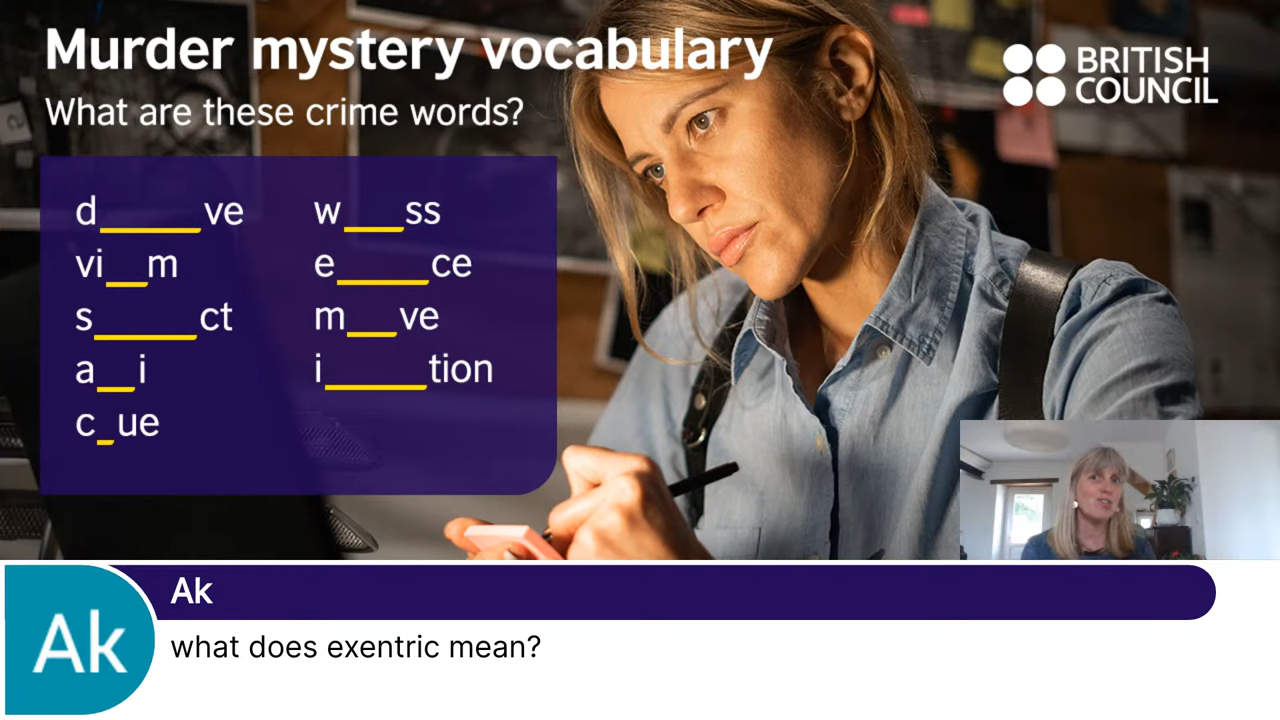 Murder mystery vocabulary
What are these crime words?
BRITISH
COUNCIL
d______ve
vi__m
s______ct
a__i
c_ue
w___ss
e_____ce
m___ve
i______tion
Ak
Ak
what does exentric mean?